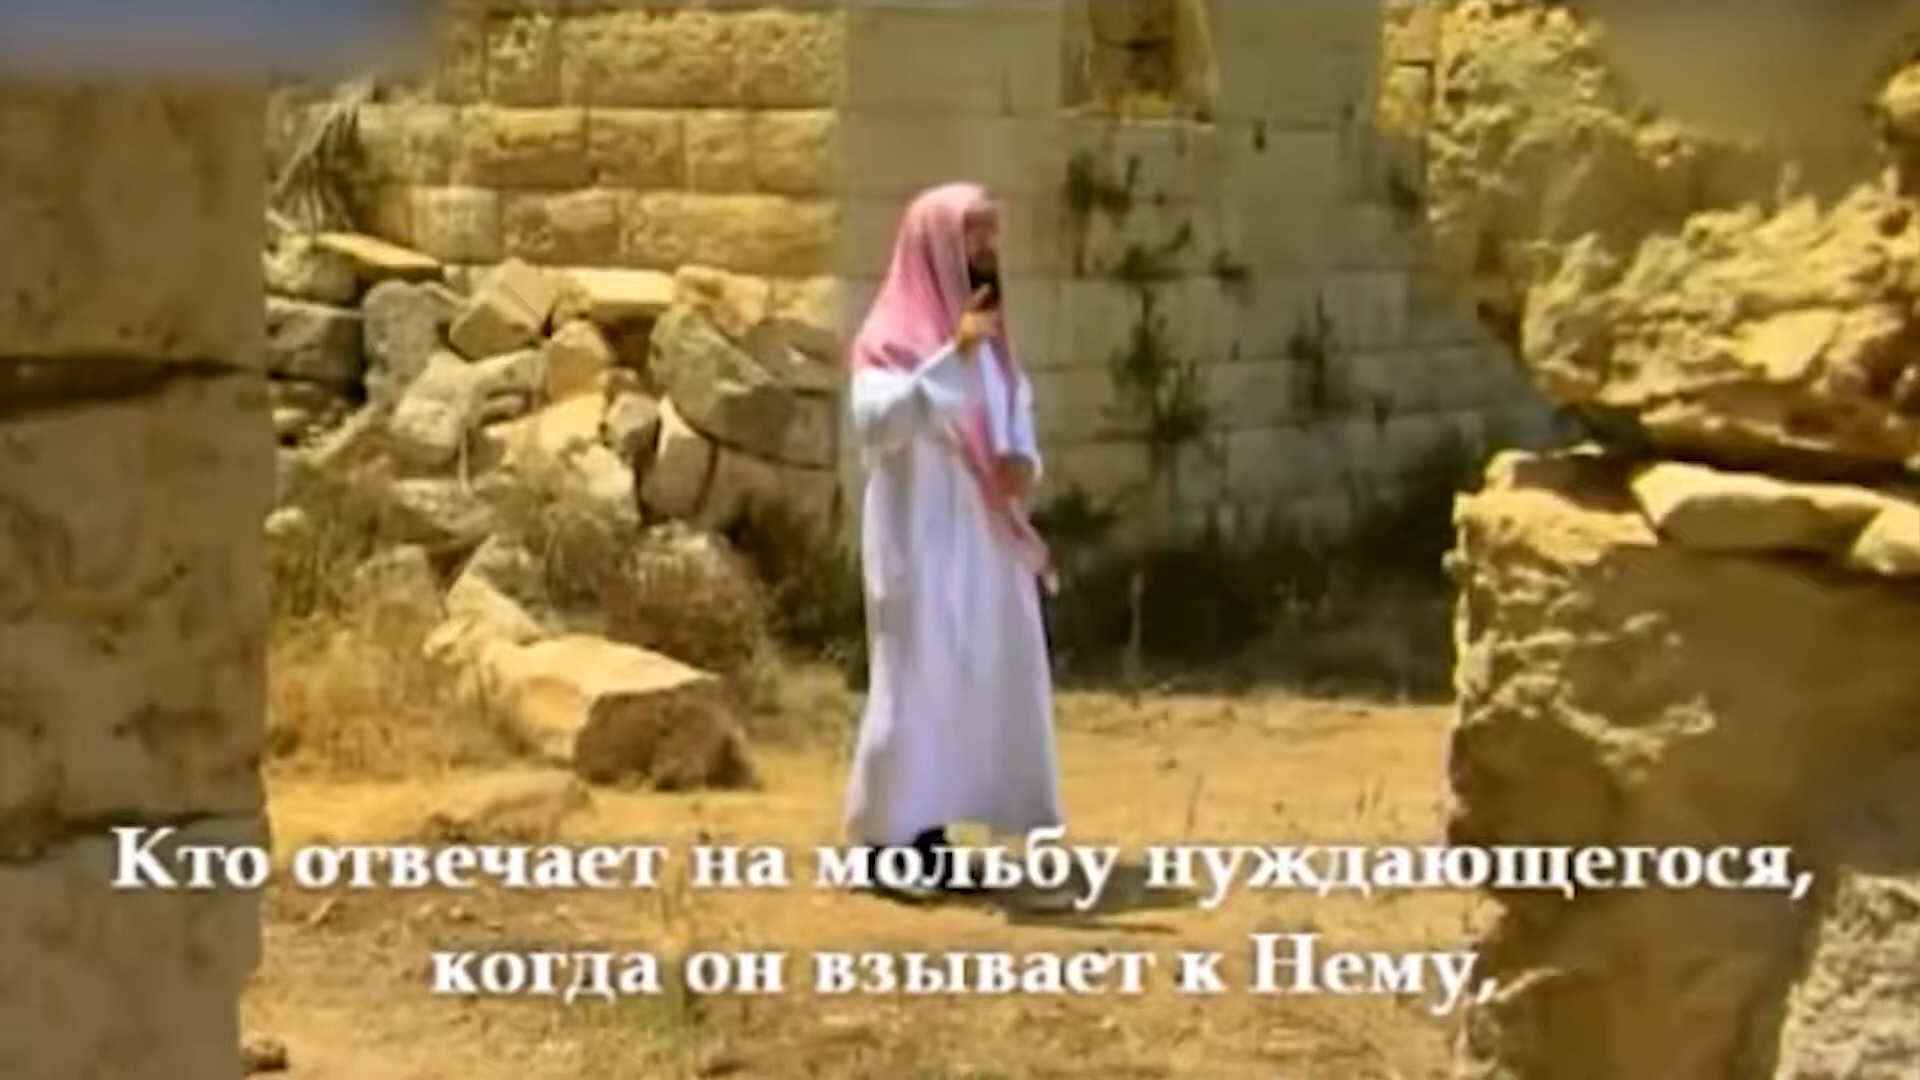 Кто отвечает на мольбу нуждающегося,
когда он взывает к Нему,